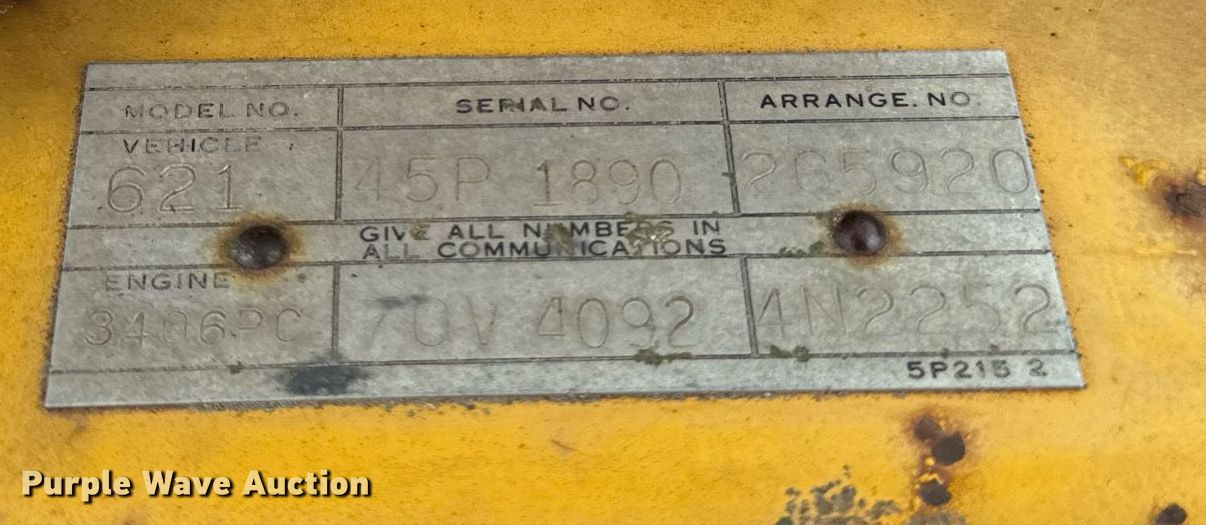 MODEL NO. SERIAL NO. ARRANGE. NO.
VEHICLE
621 45P 1890 2G5920
GIVE ALL NUMBERS IN
ALL COMMUNICATIONS
ENGINE
3406PC 70V 4092 4N2252
5P215 2
Purple Wave Auction